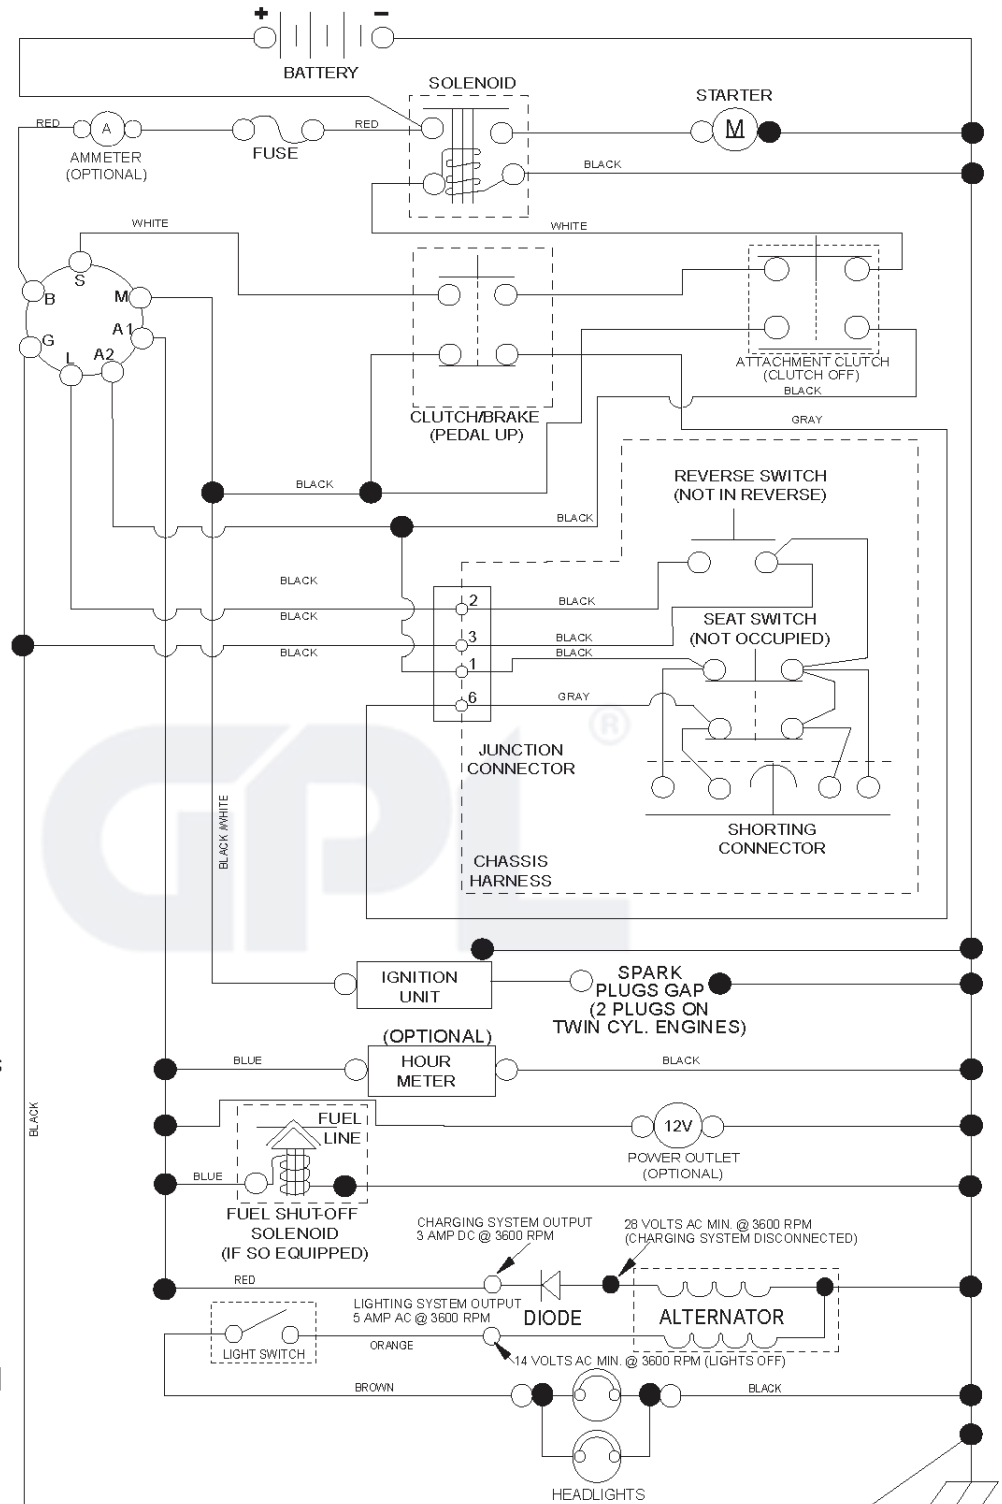 + −
BATTERY
SOLENOID
STARTER
RED
A
RED
M
AMMETER
(OPTIONAL)
FUSE
BLACK
WHITE
WHITE
S
B
M
A1
G
L
A2
ATTACHMENT CLUTCH
(CLUTCH OFF)
BLACK
CLUTCH/BRAKE
(PEDAL UP)
GRAY
REVERSE SWITCH
(NOT IN REVERSE)
BLACK
BLACK
BLACK
2
BLACK
BLACK
SEAT SWITCH
(NOT OCCUPIED)
3
BLACK
BLACK
BLACK
1
6
GRAY
GPL®
JUNCTION
CONNECTOR
BLACK /WHITE
SHORTING
CONNECTOR
CHASSIS
HARNESS
IGNITION
UNIT
SPARK
PLUGS GAP
(2 PLUGS ON
TWIN CYL. ENGINES)
(OPTIONAL)
BLUE
HOUR
METER
BLACK
BLACK
FUEL
LINE
12V
POWER OUTLET
(OPTIONAL)
BLUE
FUEL SHUT-OFF
SOLENOID
(IF SO EQUIPPED)
CHARGING SYSTEM OUTPUT
3 AMP DC @ 3600 RPM
28 VOLTS AC MIN. @ 3600 RPM
(CHARGING SYSTEM DISCONNECTED)
RED
LIGHTING SYSTEM OUTPUT
5 AMP AC @ 3600 RPM
DIODE
ALTERNATOR
LIGHT SWITCH
ORANGE
14 VOLTS AC MIN. @ 3600 RPM (LIGHTS OFF)
BROWN
BLACK
HEADLIGHTS